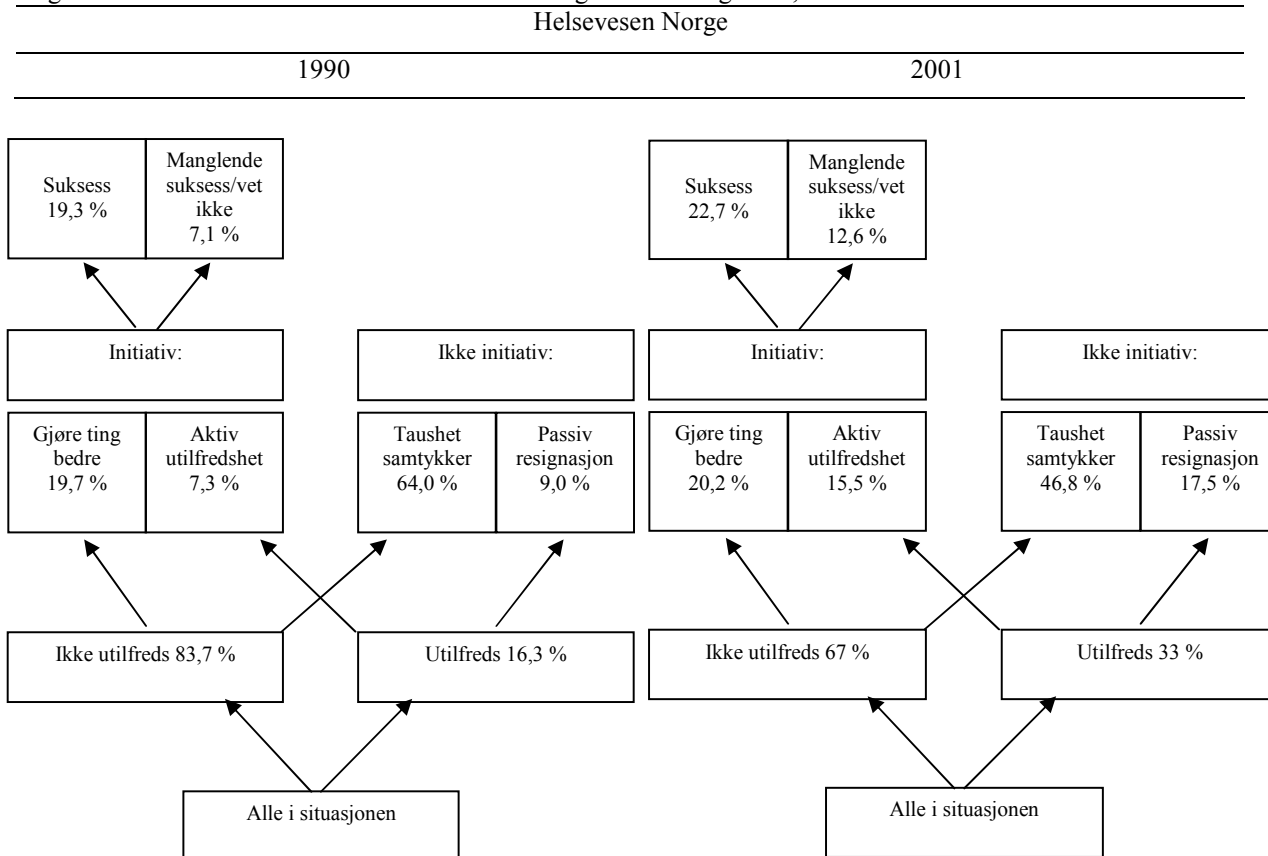 Helsevesen Norge
1990
2001
Suksess
19,3 %
Manglende
suksess/vet
ikke
7,1 %
Suksess
22,7 %
Manglende
suksess/vet
ikke
12,6 %
Initiativ:
Ikke initiativ:
Initiativ:
Ikke initiativ:
Gjøre ting
bedre
19,7 %
Aktiv
utilfredshet
7,3 %
Taushet
samtykker
64,0 %
Passiv
resignasjon
9,0 %
Gjøre ting
bedre
20,2 %
Aktiv
utilfredshet
15,5 %
Taushet
samtykker
46,8 %
Passiv
resignasjon
17,5 %
Ikke utilfreds 83,7 %
Utilfreds 16,3 %
Ikke utilfreds 67 %
Utilfreds 33 %
Alle i situasjonen
Alle i situasjonen